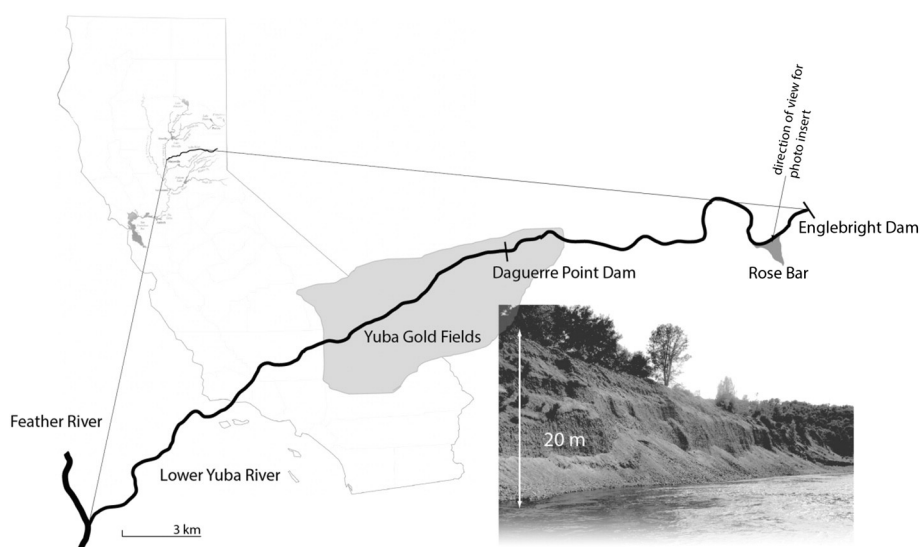 direction of view for
photo insert
Englebright Dam
Rose Bar
Daguerre Point Dam
Yuba Gold Fields
20 m
Feather River
Lower Yuba River
3 km